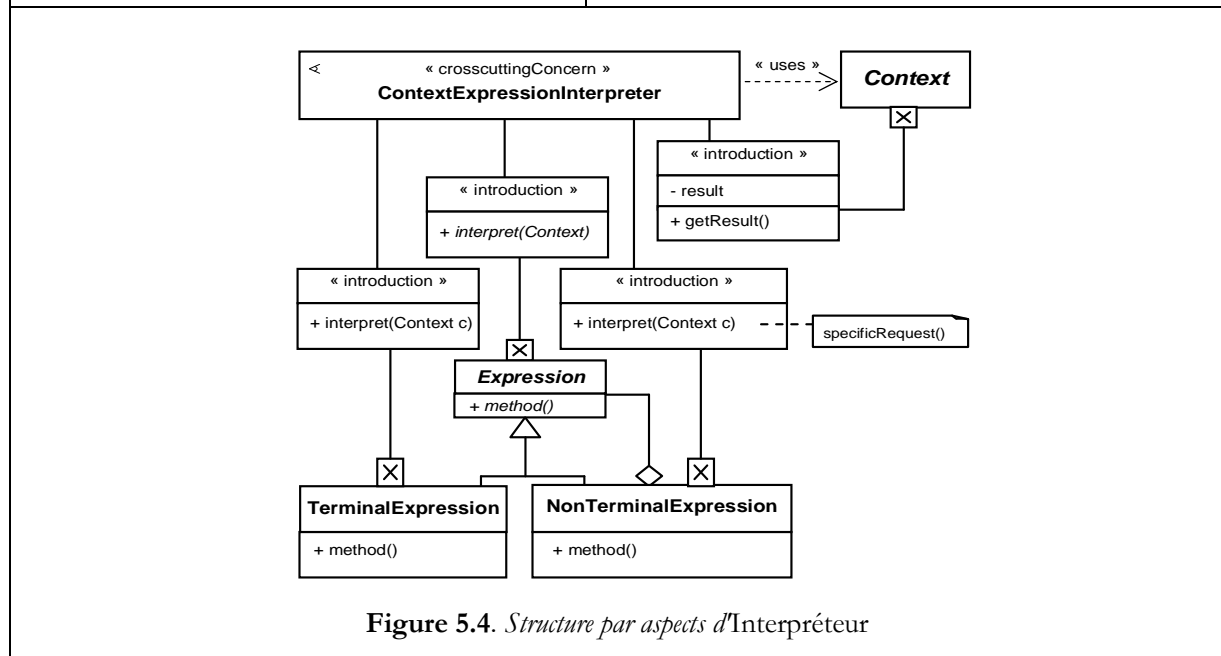 « crosscuttingConcern »
ContextExpressionInterpreter
« uses »
Context
« introduction »
- result
+ getResult()
« introduction »
+ interpret(Context)
« introduction »
+ interpret(Context c)
« introduction »
+ interpret(Context c)
specificRequest()
Expression
+ method()
TerminalExpression
+ method()
NonTerminalExpression
+ method()
Figure 5.4. Structure par aspects d'Interpréteur